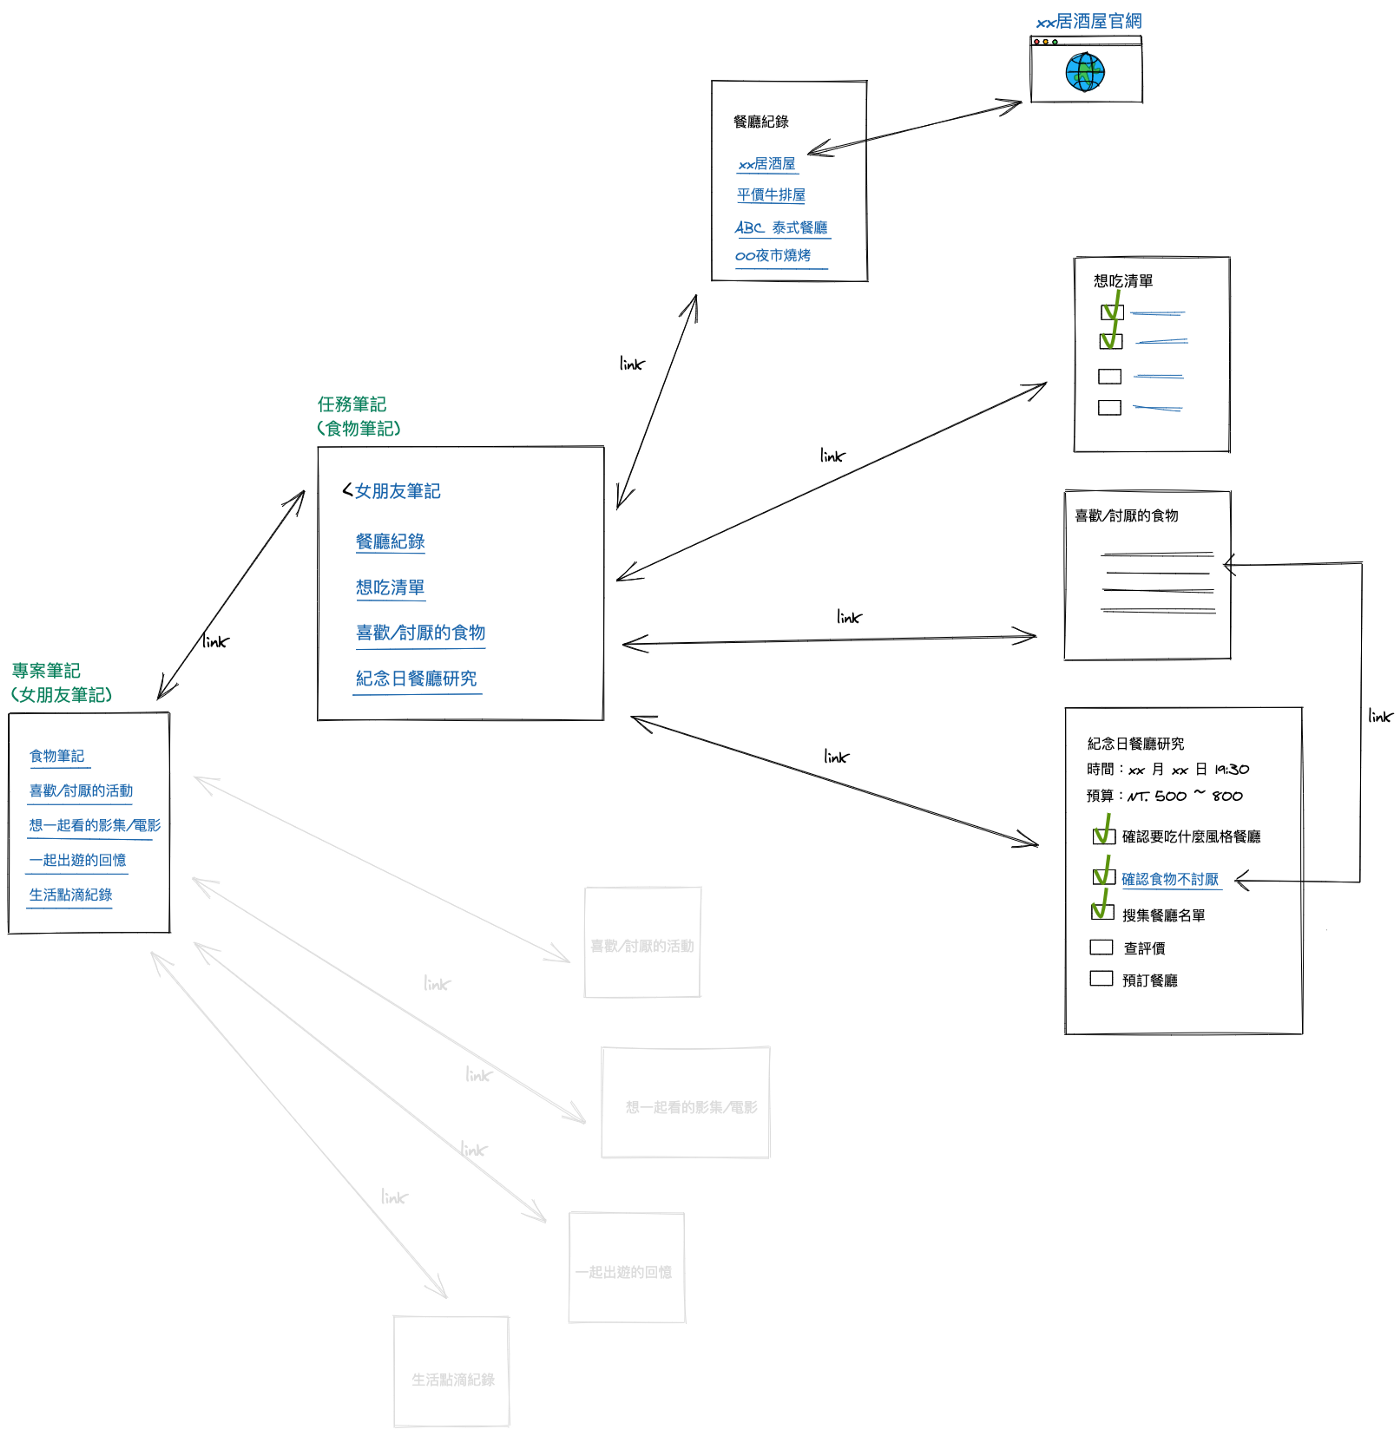 xx居酒屋官網
餐廳紀錄
xx居酒屋
平價牛排屋
ABC 泰式餐廳
OO夜市燒烤
想吃清單
link
link
任務筆記
(食物筆記)
<女朋友筆記
餐廳紀錄
想吃清單
喜歡/討厭的食物
紀念日餐廳研究
喜歡/討厭的食物
link
link
link
專案筆記
(女朋友筆記)
食物筆記
喜歡/討厭的活動
想一起看的影集/電影
一起出遊的回憶
生活點滴紀錄
link
link
紀念日餐廳研究
時間：xx 月 xx 日 19:30
預算：NT. 500 ~ 800
確認要吃什麼風格餐廳
確認食物不討厭
搜集餐廳名單
查評價
預訂餐廳
喜歡/討厭的活動
link
link
想一起看的影集/電影
link
link
一起出遊的回憶
生活點滴紀錄